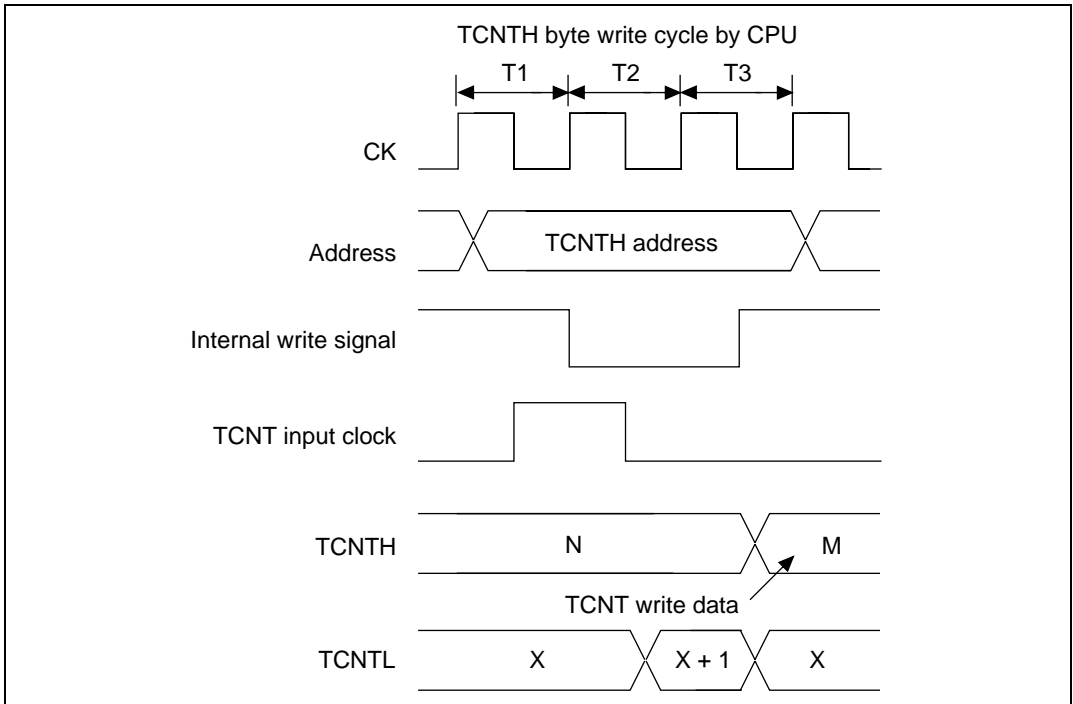 TCNTH byte write cycle by CPU
T1 T2 T3
CK
Address TCNTH address
Internal write signal
TCNT input clock
TCNTH N M
TCNT write data
TCNTL X X + 1 X